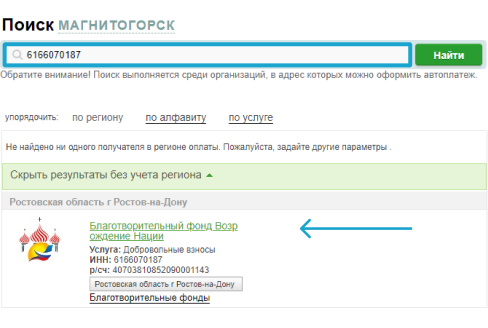 Поиск МАГНИТОГОРСК
6166070187
Найти
Обратите внимание! Поиск выполняется среди организаций, в адрес которых можно оформить автоплатеж.
упорядочить: по региону по алфавиту по услуге
Не найдено ни одного получателя в регионе оплаты. Пожалуйста, задайте другие параметры .
Скрыть результаты без учета региона
Ростовская область г Ростов-на-Дону
Благотворительный фонд Возр
ождение Нации
Услуга: Добровольные взносы
ИНН: 6166070187
р/сч: 40703810852090001143
Ростовская область г Ростов-на-Дону
Благотворительные фонды